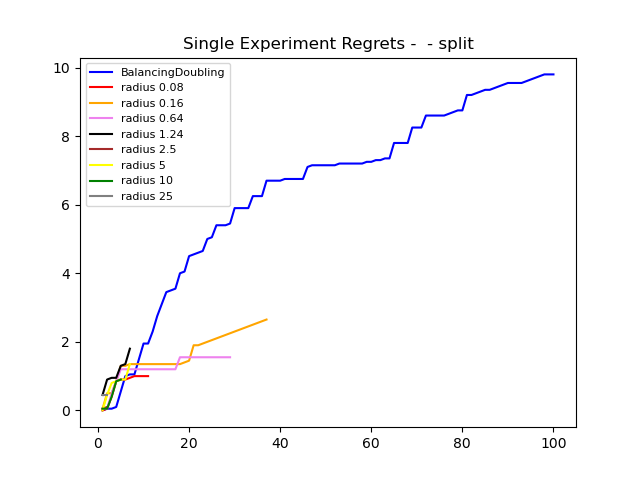 Single Experiment Regrets -  - split
BalancingDoubling
radius 0.08
radius 0.16
radius 0.64
radius 1.24
radius 2.5
radius 5
radius 10
radius 25
10
8
6
4
2
0
0 20 40 60 80 100